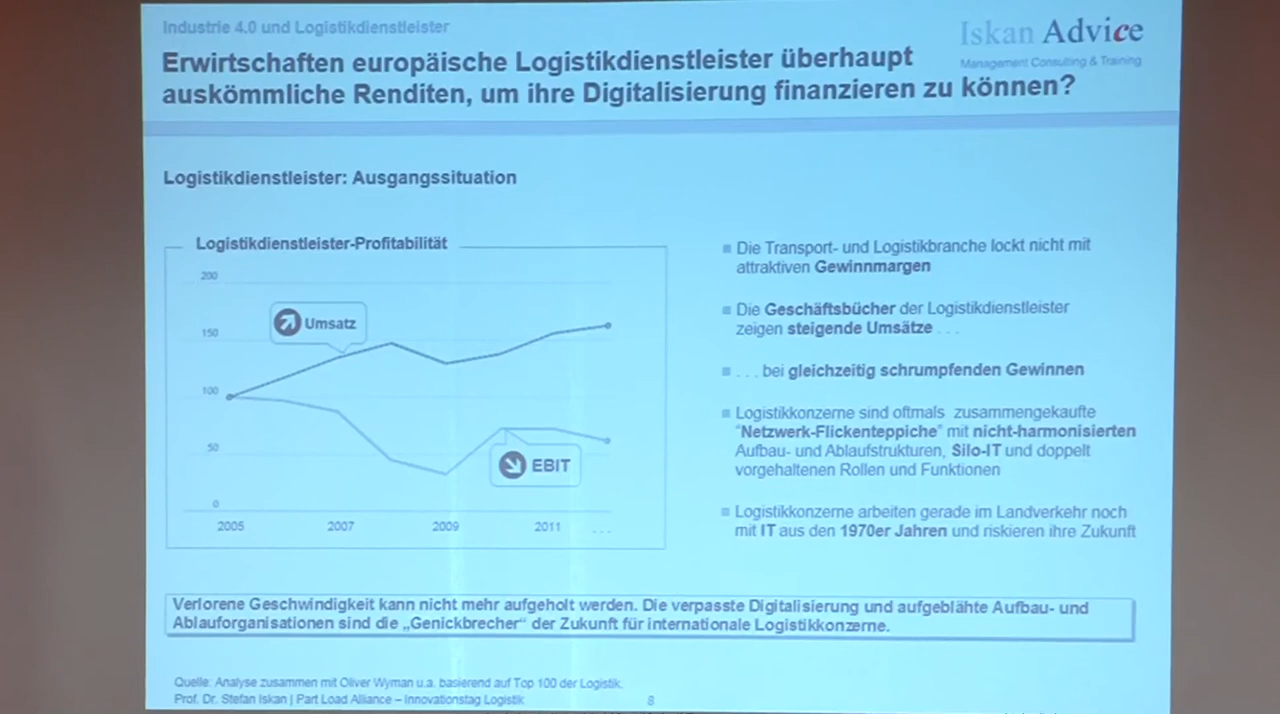 Industrie 4.0 und Logistikdienstleister
Iskan Advice
Management Consulting & Training
Erwirtschaften europäische Logistikdienstleister überhaupt
auskömmliche Renditen, um ihre Digitalisierung finanzieren zu können?
Logistikdienstleister: Ausgangssituation
Logistikdienstleister-Profitabilität
200
150
100
50
0
Umsatz
EBIT
2005 2007 2009 2011 ...
Die Transport- und Logistikbranche lockt nicht mit
attraktiven Gewinnmargen
Die Geschäftsbücher der Logistikdienstleister
zeigen steigende Umsätze . . .
. . . bei gleichzeitig schrumpfenden Gewinnen
Logistikkonzerne sind oftmals zusammengekaufte
"Netzwerk-Flickenteppiche" mit nicht-harmonisierten
Aufbau- und Ablaufstrukturen, Silo-IT und doppelt
vorgehaltenen Rollen und Funktionen
Logistikkonzerne arbeiten gerade im Landverkehr noch
mit IT aus den 1970er Jahren und riskieren ihre Zukunft
Verlorene Geschwindigkeit kann nicht mehr aufgeholt werden. Die verpasste Digitalisierung und aufgeblähte Aufbau- und
Ablauforganisationen sind die „Genickbrecher“ der Zukunft für internationale Logistikkonzerne.
Quelle: Analyse zusammen mit Oliver Wyman u.a. basierend auf Top 100 der Logistik.
Prof. Dr. Stefan Iskan | Part Load Alliance – Innovationstag Logistik
8